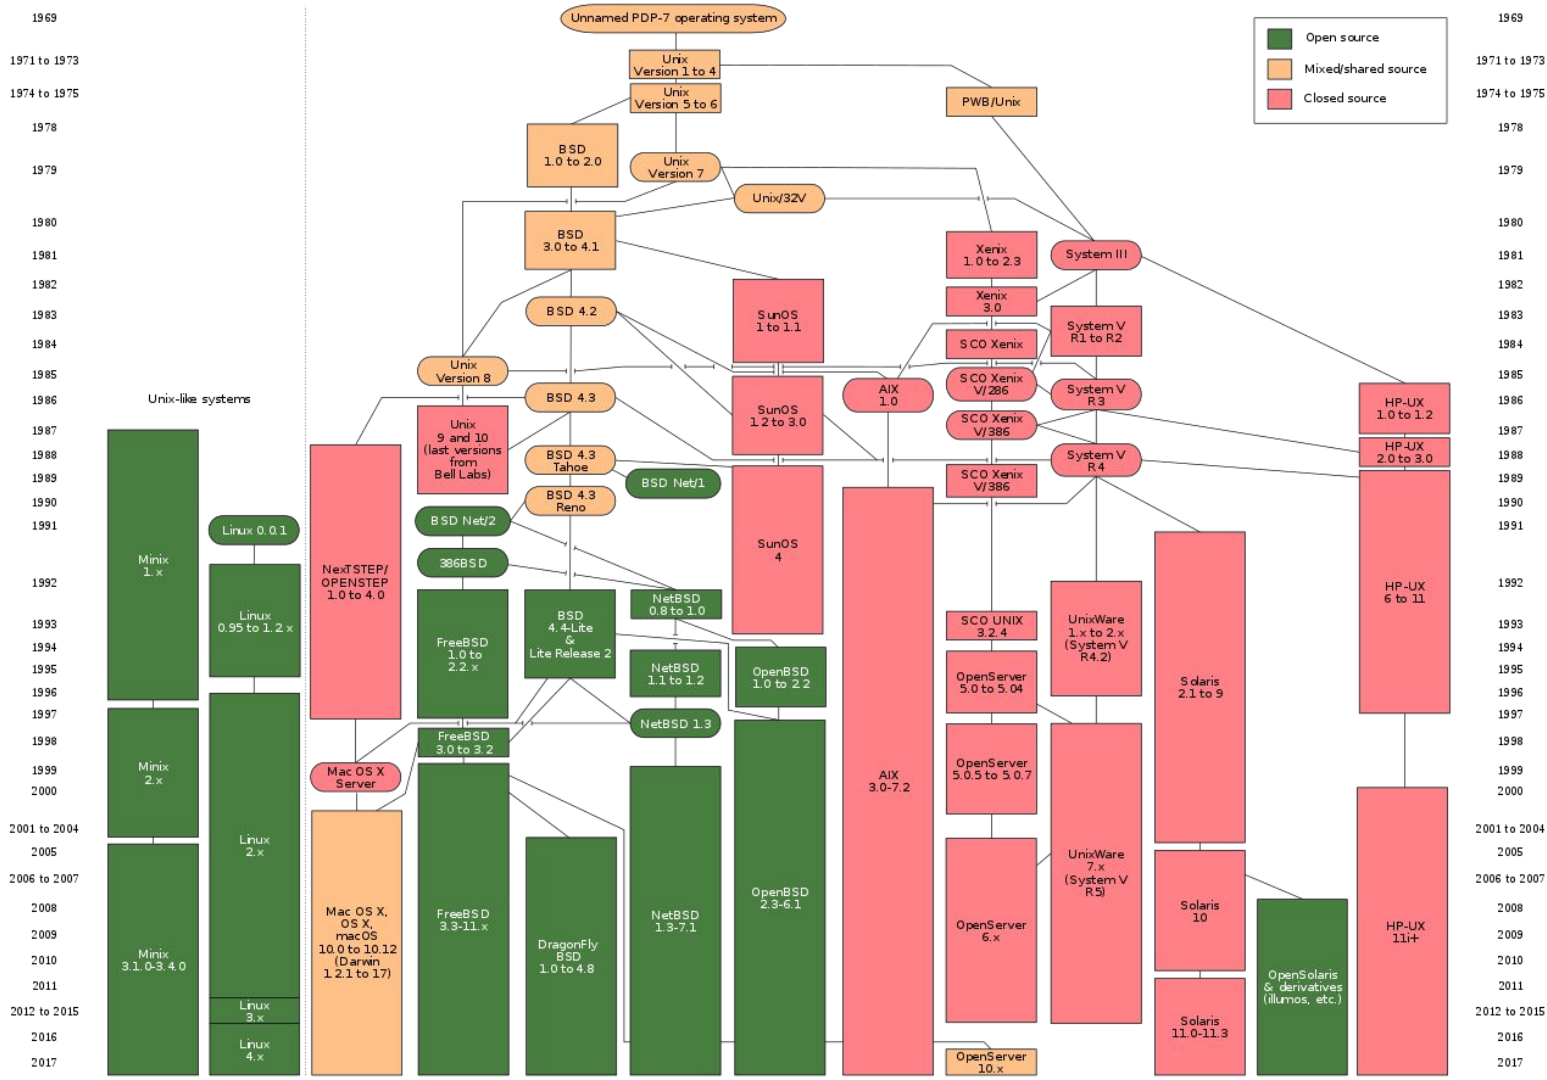 1969
1971 to 1973
1974 to 1975
1978
1979
1980
1981
1982
1983
1984
1985
1986
1987
1988
1989
1990
1991
1992
1993
1994
1995
1996
1997
1998
1999
2000
2001 to 2004
2005
2006 to 2007
2008
2009
2010
2011
2012 to 2015
2016
2017
Unix-like systems
Minix
1.x
Minix
2.x
Minix
3.1.0-3.4.0
Linux 0.0.1
Linux
0.95 to 1.2 x
Linux
2.x
Linux
3.x
Linux
4.x
Unnamed PDP-7 operating system
Unix
Version 1 to 4
Unix
Version 5 to 6
PWB/Unix
BSD
1.0 to 2.0
Unix
Version 7
Unix/32V
BSD
3.0 to 4.1
Xenix
1.0 to 2.3
System III
Xenix
3.0
SunOS
1 to 1.1
BSD 4.2
System V
R1 to R2
SCO Xenix
Unix
Version 8
SCO Xenix
V/286
SunOS
1.2 to 3.0
AIX
1.0
System V
R3
BSD 4.3
HP-UX
1.0 to 1.2
Unix
9 and 10
(last versions
from
Bell Labs)
SCO Xenix
V/386
HP-UX
2.0 to 3.0
BSD 4.3
Tahoe
System V
R4
BSD Net/1
SCO Xenix
V/386
BSD 4.3
Reno
BSD Net/2
386BSD
SunOS
4
NexTSTEP/
OPENSTEP
1.0 to 4.0
HP-UX
6 to 11
NetBSD
0.8 to 1.0
BSD
4.4-Lite
&
Lite Release 2
FreeBSD
1.0 to
2.2.x
SCO UNIX
3.2.4
UnixWare
1.x to 2.x
(System V
R4.2)
NetBSD
1.1 to 1.2
OpenBSD
1.0 to 2.2
OpenServer
5.0 to 5.04
Solaris
2.1 to 9
NetBSD 1.3
FreeBSD
3.0 to 3.2
Mac OS X
Server
AIX
3.0-7.2
OpenServer
5.0.5 to 5.0.7
UnixWare
7.x
(System V
R5)
OpenBSD
2.3-6.1
Mac OS X,
OS X,
macOS
10.0 to 10.12
(Darwin
1.2.1 to 17)
FreeBSD
3.3-11.x
NetBSD
1.3-7.1
DragonFly
BSD
1.0 to 4.8
OpenServer
6.x
Solaris
10
HP-UX
11i+
OpenSolaris
& derivatives
(illumos, etc.)
Solaris
11.0-11.3
OpenServer
10.x
Open source
Mixed/shared source
Closed source
1969
1971 to 1973
1974 to 1975
1978
1979
1980
1981
1982
1983
1984
1985
1986
1987
1988
1989
1990
1991
1992
1993
1994
1995
1996
1997
1998
1999
2000
2001 to 2004
2005
2006 to 2007
2008
2009
2010
2011
2012 to 2015
2016
2017